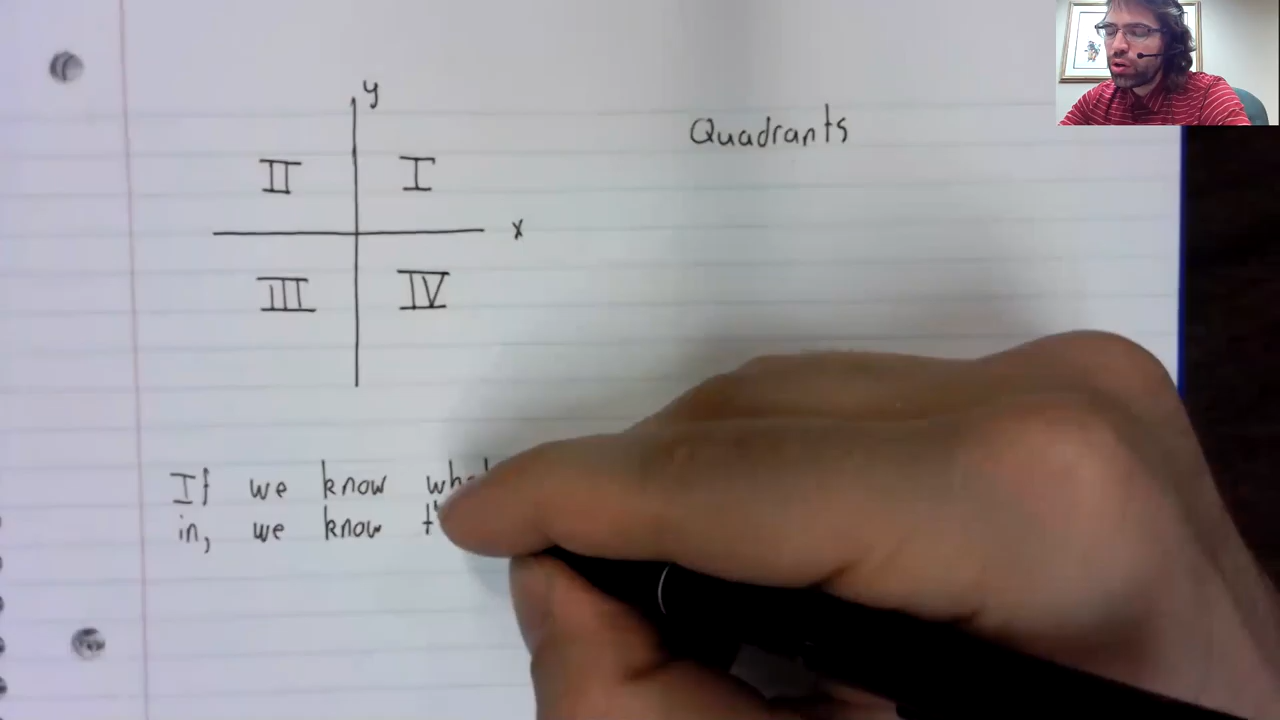 y
Quadrants
II I
x
III IV
If we know
in, we know